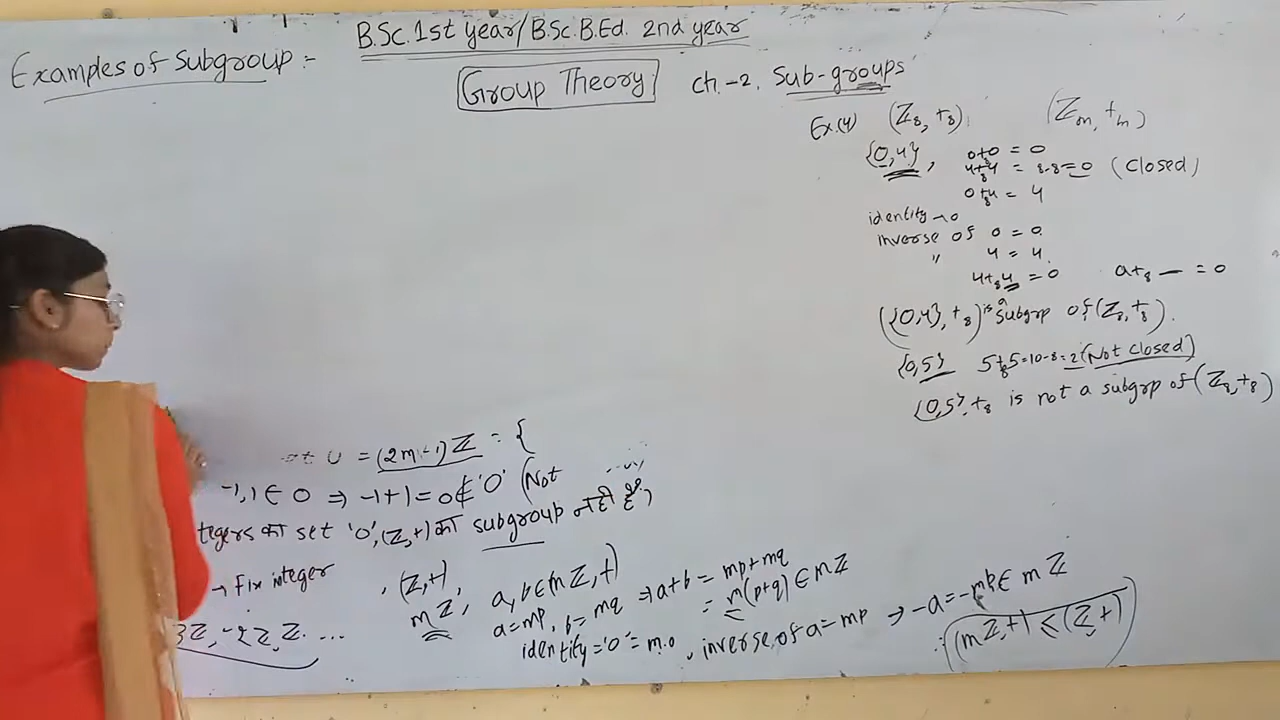 B.Sc. 1st year/B.Sc.B.Ed. 2nd year
Examples of Subgroup :-
Group Theory ch.-2. Sub-groups
Ex.(4) (ℤ₈, +₈) (ℤₘ, +ₘ)
{0,4}, 0+₈0 = 0
4+₈4 = 8-8=0 (closed)
0+₈4 = 4
identity → 0
inverse of 0 = 0
" 4 = 4
4+₈4 = 0 a+₈ — = 0
({0,4}, +₈) is a subgrp of (ℤ₈, +₈).
{0,5} 5+₈5=10-8=2 (Not closed)
{0,5}, +₈ is not a subgrp of (ℤ₈, +₈)
= (2m+1)ℤ = {
-1,1 ∈ O ⇒ -1+1=0 ∉ 'O' (Not
tegers का set 'O', (ℤ,+) का subgroup नहीं है,
→ Fix integer , (ℤ,+),
3ℤ, -2ℤ, ℤ ...
mℤ, a,b ∈ (mℤ,+)
a=mp, b=mq ⇒ a+b = mp+mq
= m(p+q) ∈ mℤ
identity = '0' = m.0, inverse of a=mp ⇒ -a=-mp ∈ mℤ
∴ (mℤ,+) ≤ (ℤ,+)